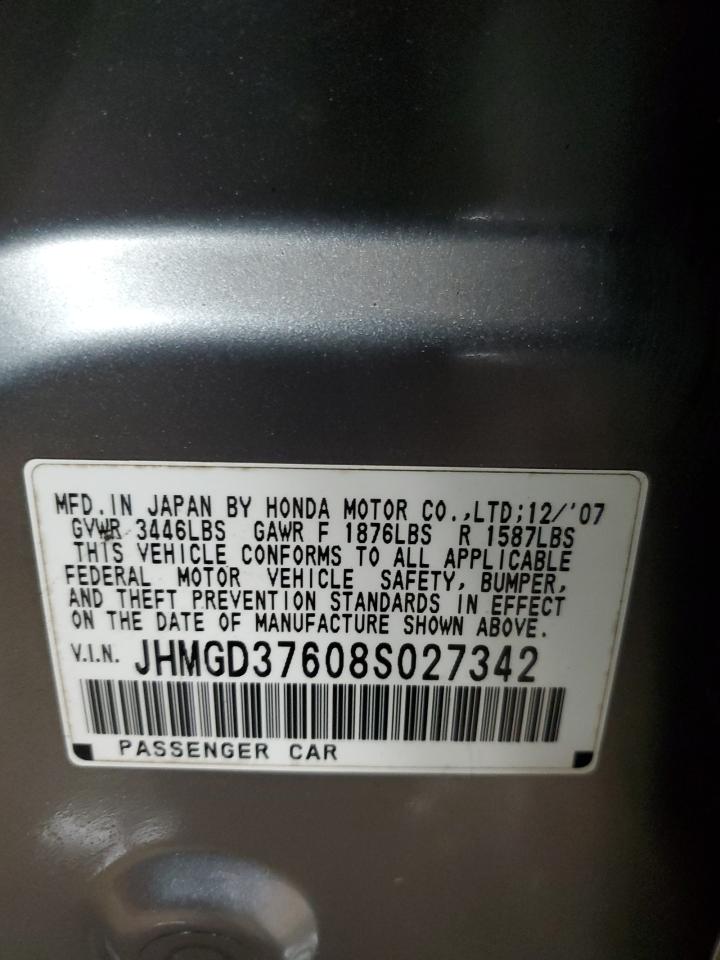 MFD. IN JAPAN BY HONDA MOTOR CO.,LTD;12/'07
GVWR 3446LBS GAWR F 1876LBS R 1587LBS
THIS VEHICLE CONFORMS TO ALL APPLICABLE
FEDERAL MOTOR VEHICLE SAFETY, BUMPER,
AND THEFT PREVENTION STANDARDS IN EFFECT
ON THE DATE OF MANUFACTURE SHOWN ABOVE.
V.I.N. JHMGD37608S027342
PASSENGER CAR